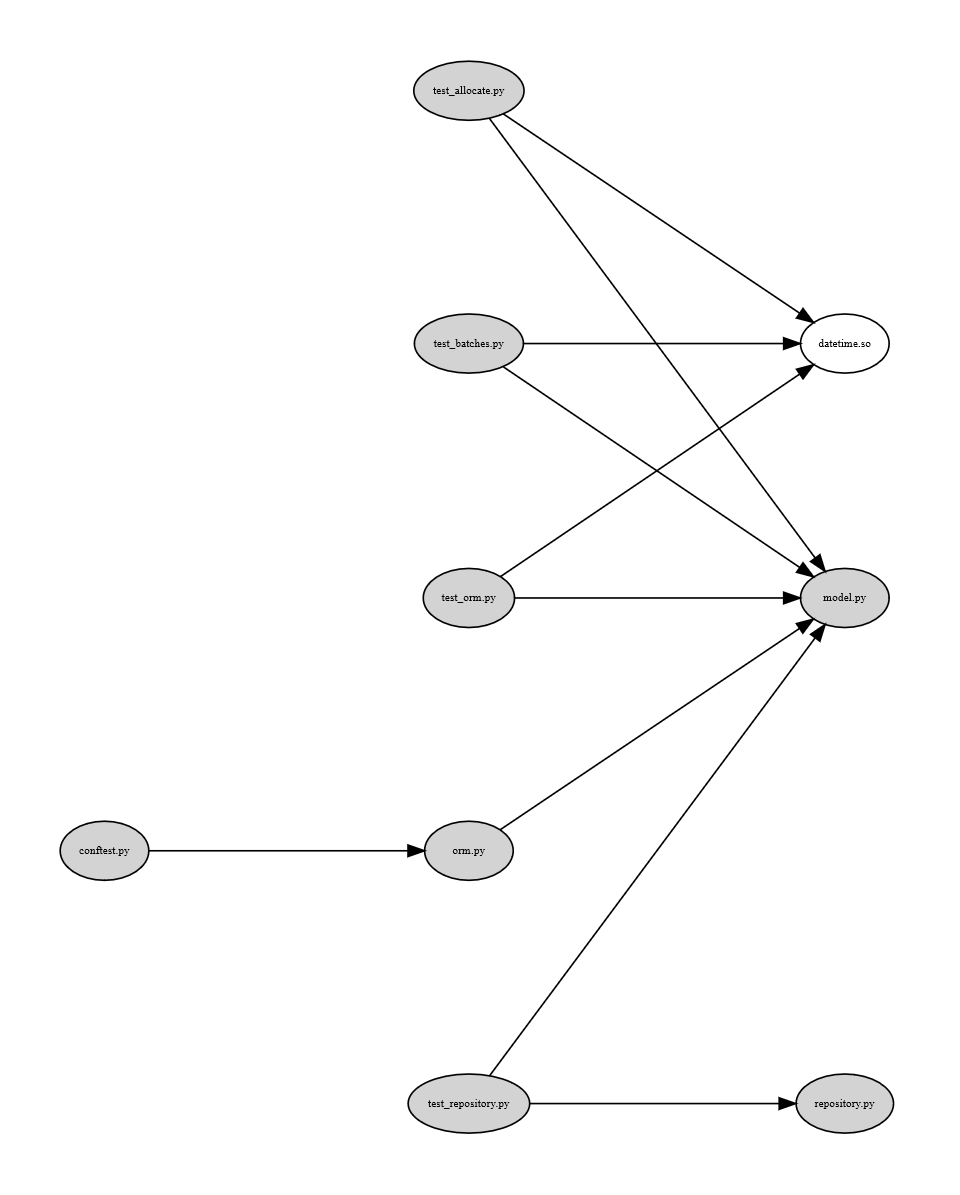 test_allocate.py
test_batches.py
datetime.so
test_orm.py
model.py
conftest.py
orm.py
test_repository.py
repository.py